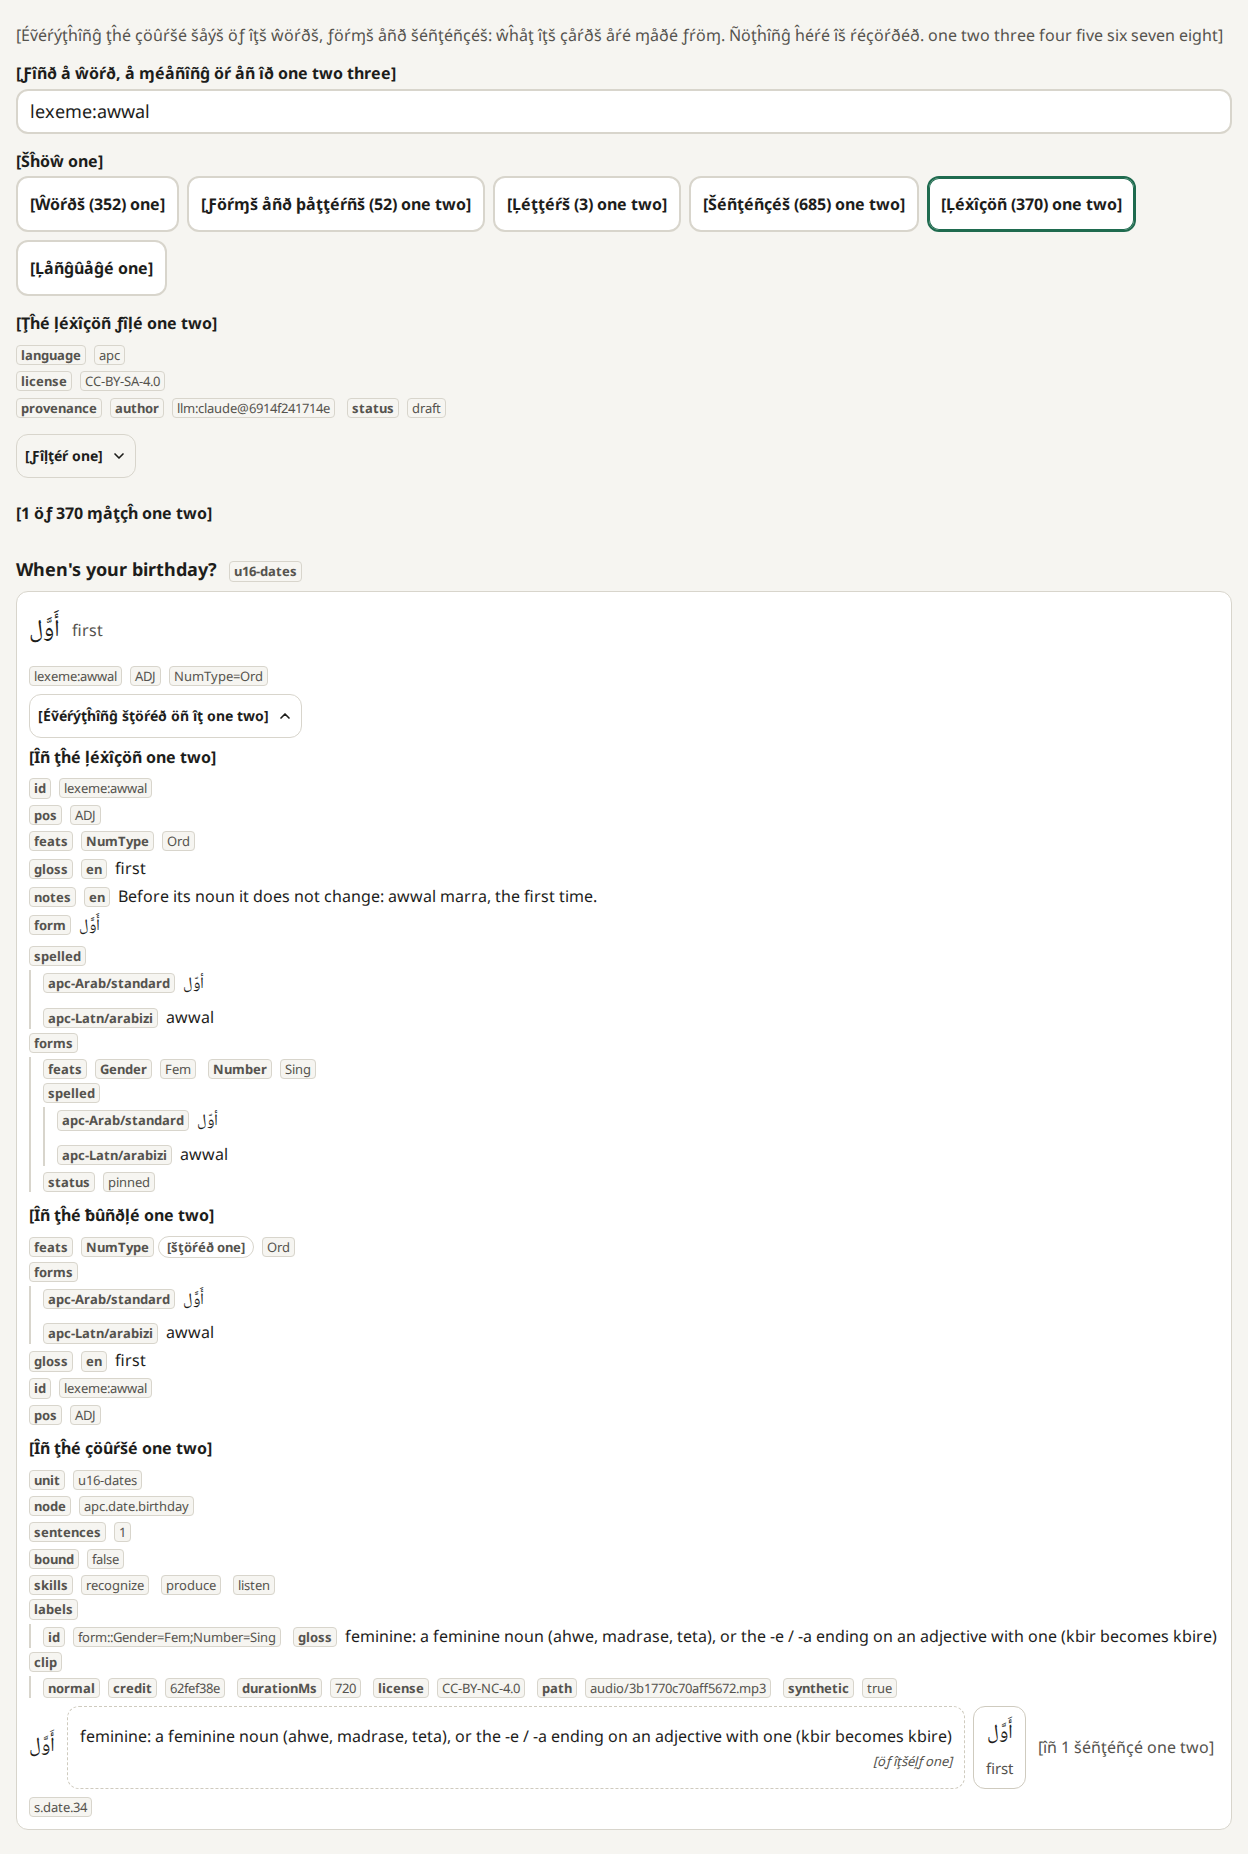 [Éṽéŕýţĥîñĝ ţĥé çöûŕšé šåýš öƒ îţš ŵöŕðš, ƒöŕɱš åñð šéñţéñçéš: ŵĥåţ îţš çåŕðš åŕé ɱåðé ƒŕöɱ. Ñöţĥîñĝ ĥéŕé îš ŕéçöŕðéð. one two three four five six seven eight]
[Ƒîñð å ŵöŕð, å ɱéåñîñĝ öŕ åñ îð one two three]
lexeme:awwal
[Šĥöŵ one]
[Ŵöŕðš (352) one] [Ƒöŕɱš åñð þåţţéŕñš (52) one two] [Ļéţţéŕš (3) one two] [Šéñţéñçéš (685) one two] [Ļéẋîçöñ (370) one two]
[Ļåñĝûåĝé one]
[Ţĥé ļéẋîçöñ ƒîļé one two]
language apc
license CC-BY-SA-4.0
provenance author llm:claude@6914f241714e status draft
[Ƒîļţéŕ one]
[1 öƒ 370 ɱåţçĥ one two]
When's your birthday? u16-dates
أَوَّل first
lexeme:awwal ADJ NumType=Ord
[Éṽéŕýţĥîñĝ šţöŕéð öñ îţ one two]
[Îñ ţĥé ļéẋîçöñ one two]
id lexeme:awwal
pos ADJ
feats NumType Ord
gloss en first
notes en Before its noun it does not change: awwal marra, the first time.
form أَوَّل
spelled
apc-Arab/standard أوّل
apc-Latn/arabizi awwal
forms
feats Gender Fem Number Sing
spelled
apc-Arab/standard أوّل
apc-Latn/arabizi awwal
status pinned
[Îñ ţĥé ƀûñðļé one two]
feats NumType [šţöŕéð one] Ord
forms
apc-Arab/standard أَوَّل
apc-Latn/arabizi awwal
gloss en first
id lexeme:awwal
pos ADJ
[Îñ ţĥé çöûŕšé one two]
unit u16-dates
node apc.date.birthday
sentences 1
bound false
skills recognize produce listen
labels
id form::Gender=Fem;Number=Sing gloss feminine: a feminine noun (ahwe, madrase, teta), or the -e / -a ending on an adjective with one (kbir becomes kbire)
clip
normal credit 62fef38e durationMs 720 license CC-BY-NC-4.0 path audio/3b1770c70aff5672.mp3 synthetic true
أَوَّل feminine: a feminine noun (ahwe, madrase, teta), or the -e / -a ending on an adjective with one (kbir becomes kbire) أَوَّل [îñ 1 šéñţéñçé one two]
[öƒ îţšéļƒ one] first
s.date.34